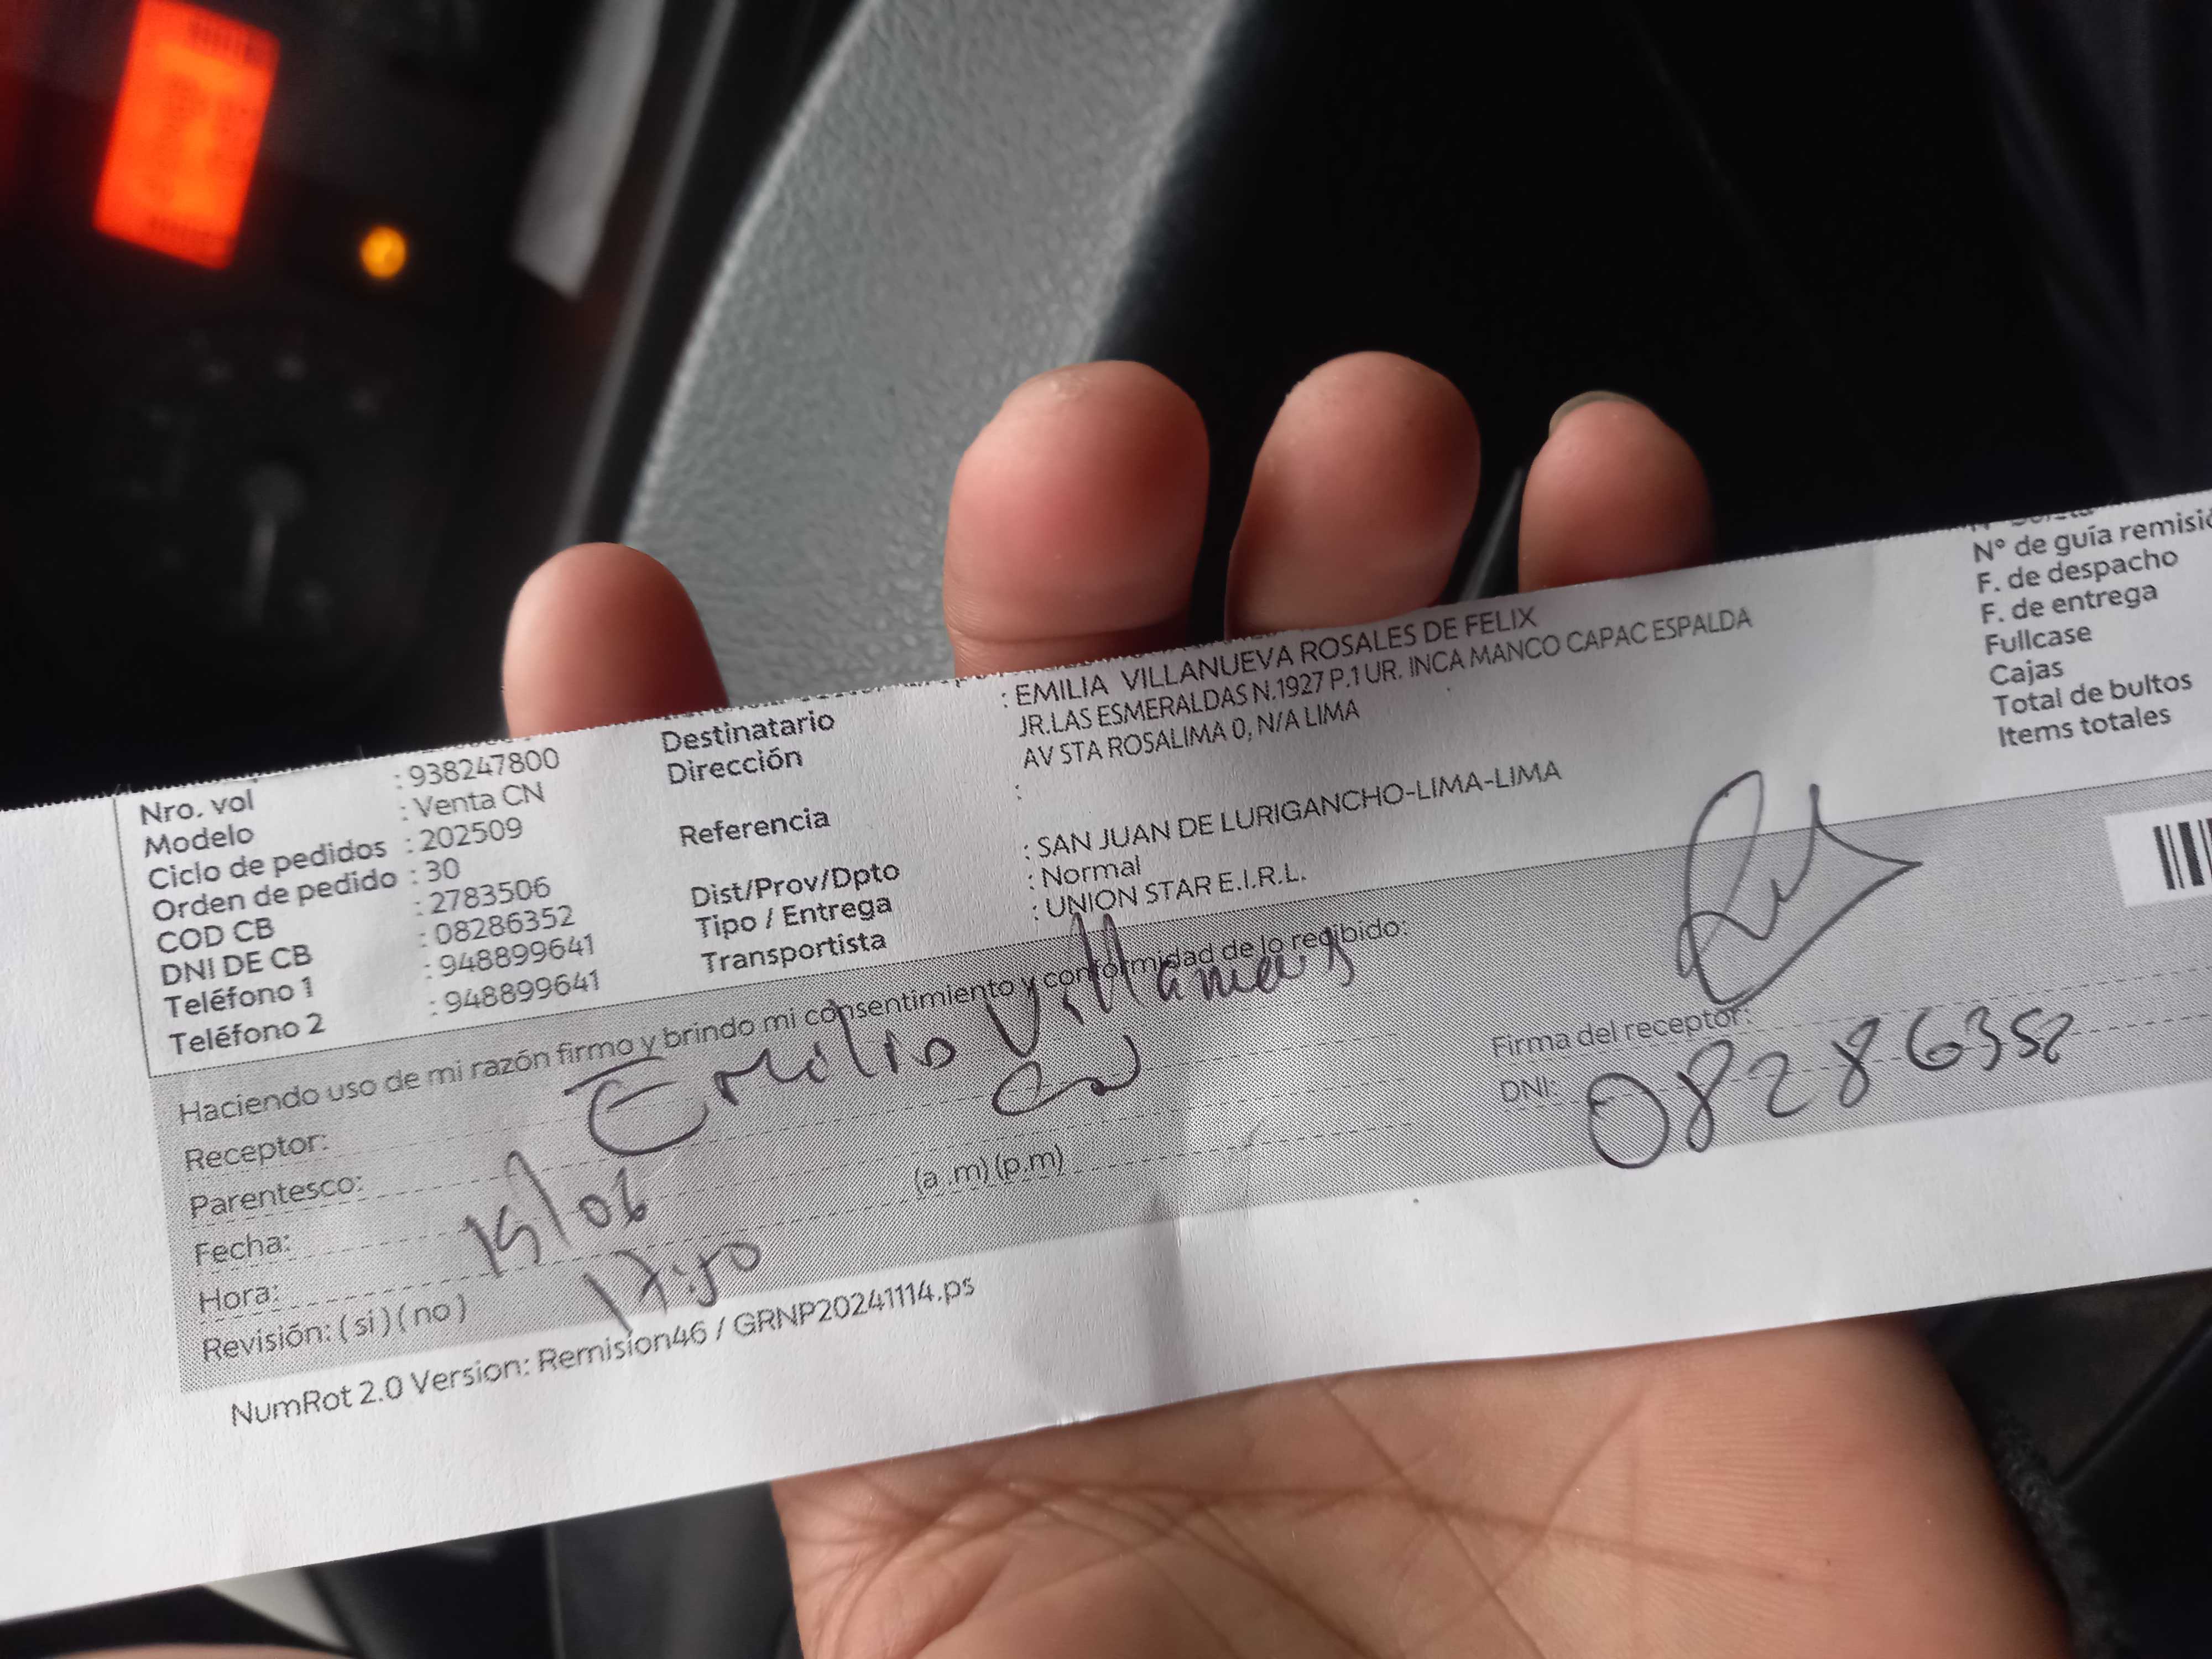 Nro. vol : 938247800
Modelo : Venta CN
Ciclo de pedidos : 202509
Orden de pedido : 30
COD CB : 2783506
DNI DE CB : 08286352
Teléfono 1 : 948899641
Teléfono 2 : 948899641
Destinatario : EMILIA VILLANUEVA ROSALES DE FELIX
Dirección JR.LAS ESMERALDAS N.1927 P.1 UR. INCA MANCO CAPAC ESPALDA
AV STA ROSALIMA 0, N/A LIMA
Referencia :
Dist/Prov/Dpto : SAN JUAN DE LURIGANCHO-LIMA-LIMA
Tipo / Entrega : Normal
Transportista : UNION STAR E.I.R.L.
N° de guía remisió
F. de despacho
F. de entrega
Fullcase
Cajas
Total de bultos
Items totales
Haciendo uso de mi razón firmo y brindo mi consentimiento y conformidad de lo recibido:
Receptor: Emilia
Parentesco:
Fecha: 19/06
Hora: 17:50 (a .m) (p.m)
Revisión: ( si ) ( no )
Firma del receptor:
DNI: 08286352
NumRot 2.0 Version: Remision46 / GRNP20241114.ps